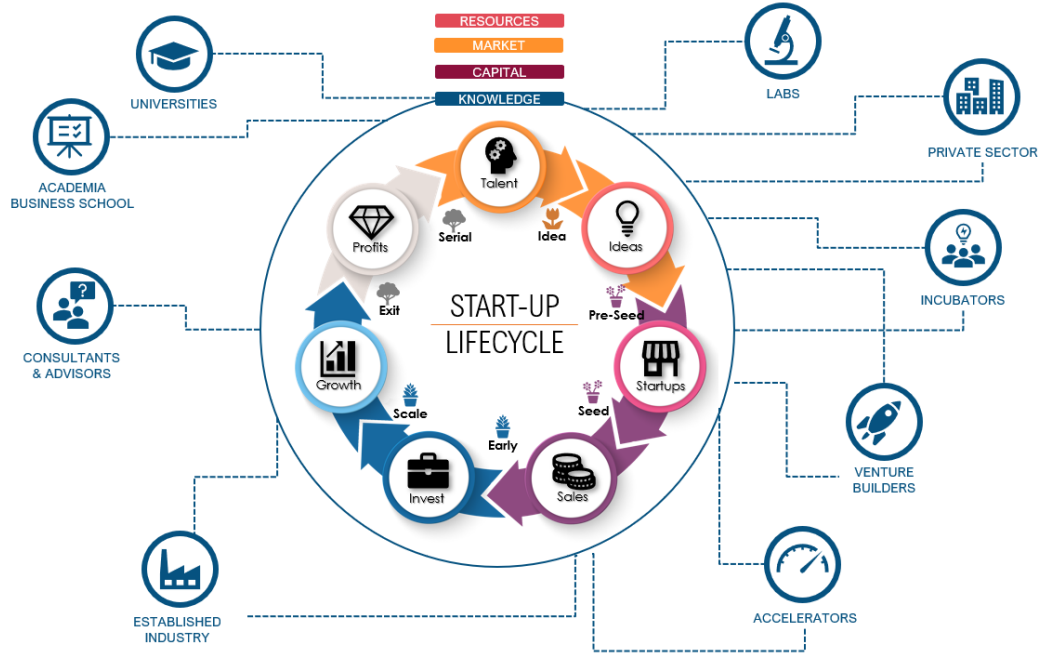 RESOURCES
MARKET
CAPITAL
KNOWLEDGE
UNIVERSITIES
LABS
ACADEMIA
BUSINESS SCHOOL
PRIVATE SECTOR
CONSULTANTS
& ADVISORS
INCUBATORS
ESTABLISHED
INDUSTRY
VENTURE
BUILDERS
ACCELERATORS
START-UP
LIFECYCLE
Talent
Idea
Ideas
Pre-Seed
Startups
Seed
Sales
Early
Invest
Scale
Growth
Exit
Profits
Serial